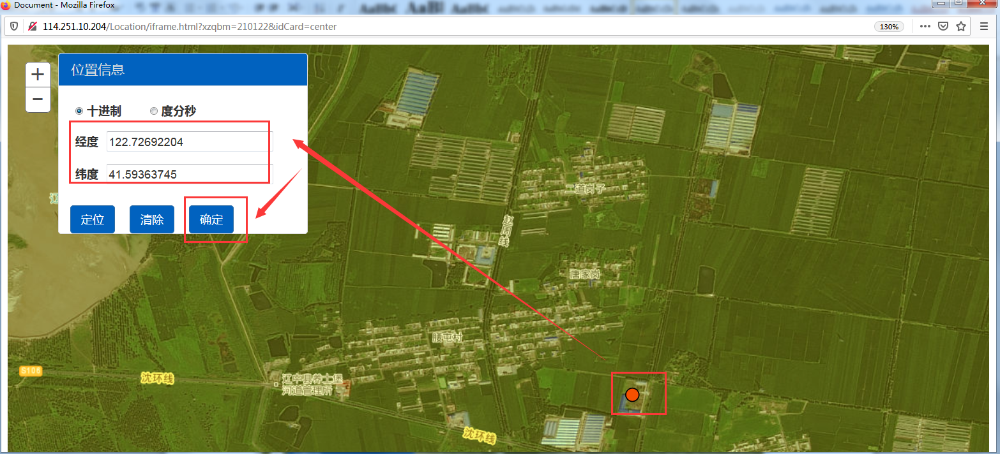 Document - Mozilla Firefox
114.251.10.204/Location/iframe.html?xzqbm=210122&idCard=center
130%
+
−
位置信息
十进制
度分秒
经度
122.72692204
纬度
41.59363745
辽
定位
清除
确定
二道岗子
赵周线
唐家岗
腰屯村
S106
沈环线
辽中县养士堡
河道管理所
沈环线